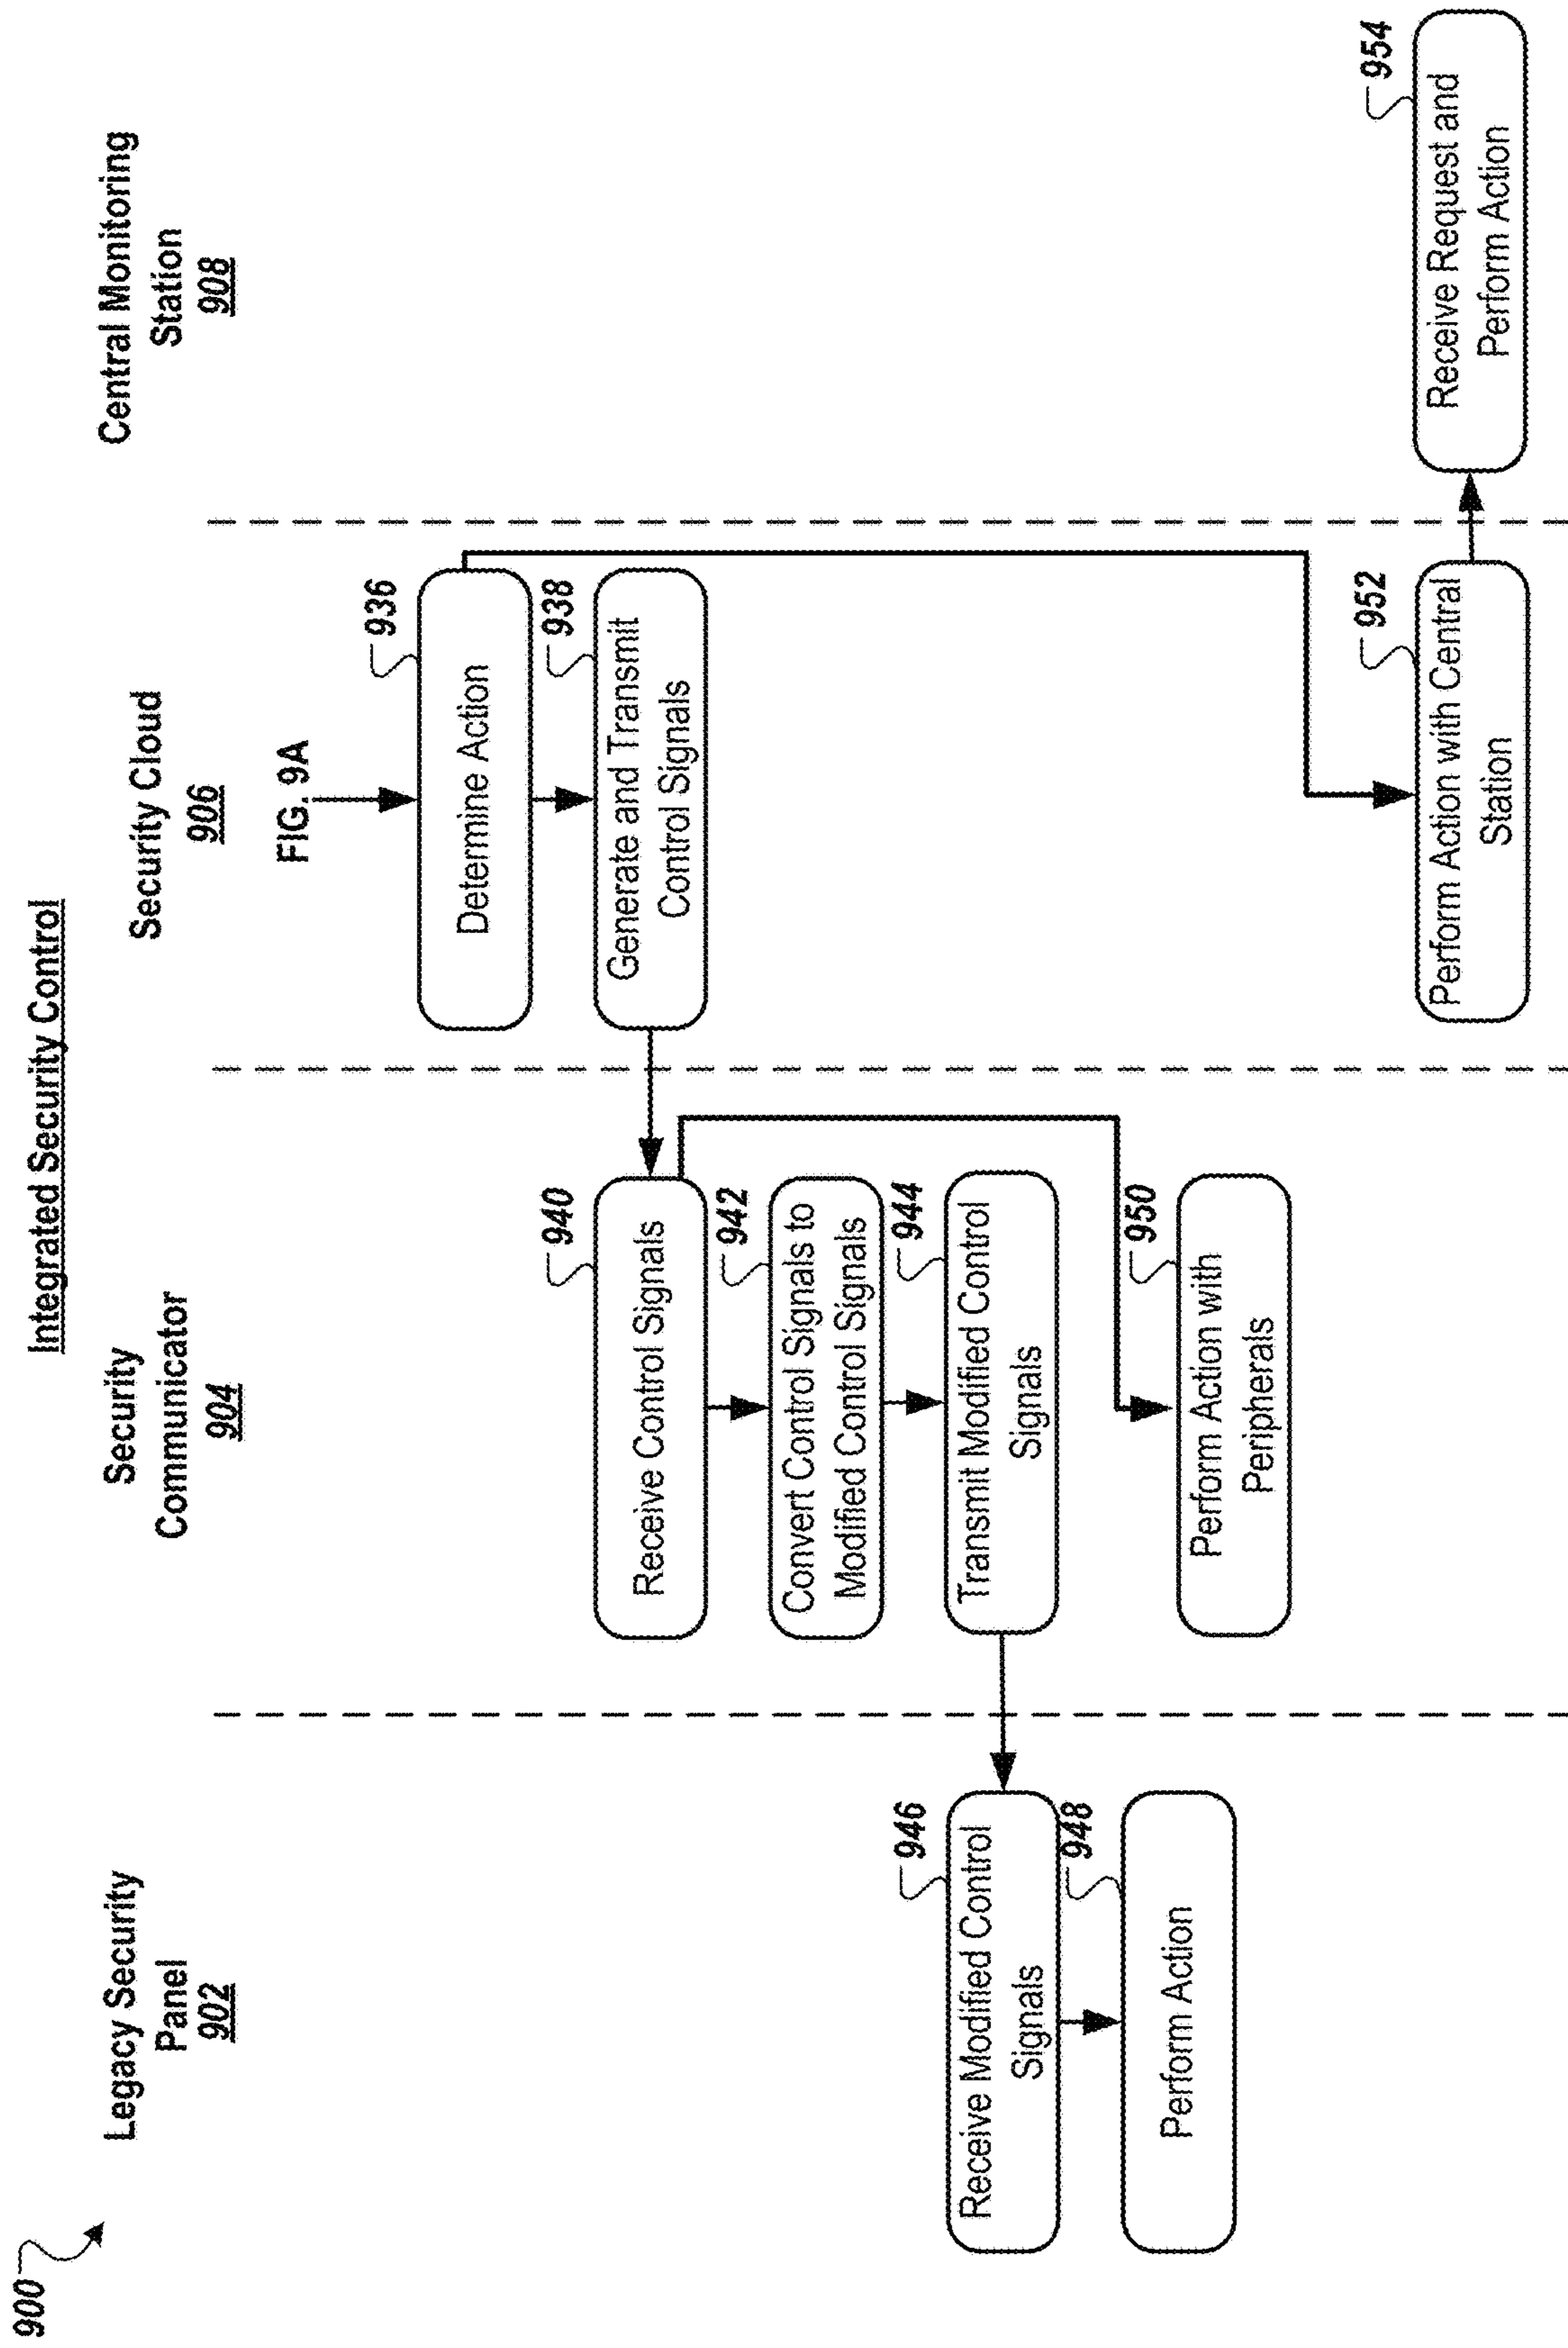 900
Integrated Security Control
Legacy Security
Panel
902
Security
Communicator
904
Security Cloud
906
Central Monitoring
Station
908
FIG. 9A
936
Determine Action
938
Generate and Transmit
Control Signals
940
Receive Control Signals
942
Convert Control Signals to
Modified Control Signals
944
Transmit Modified Control
Signals
946
Receive Modified Control
Signals
948
Perform Action
950
Perform Action with
Peripherals
952
Perform Action with Central
Station
954
Receive Request and
Perform Action